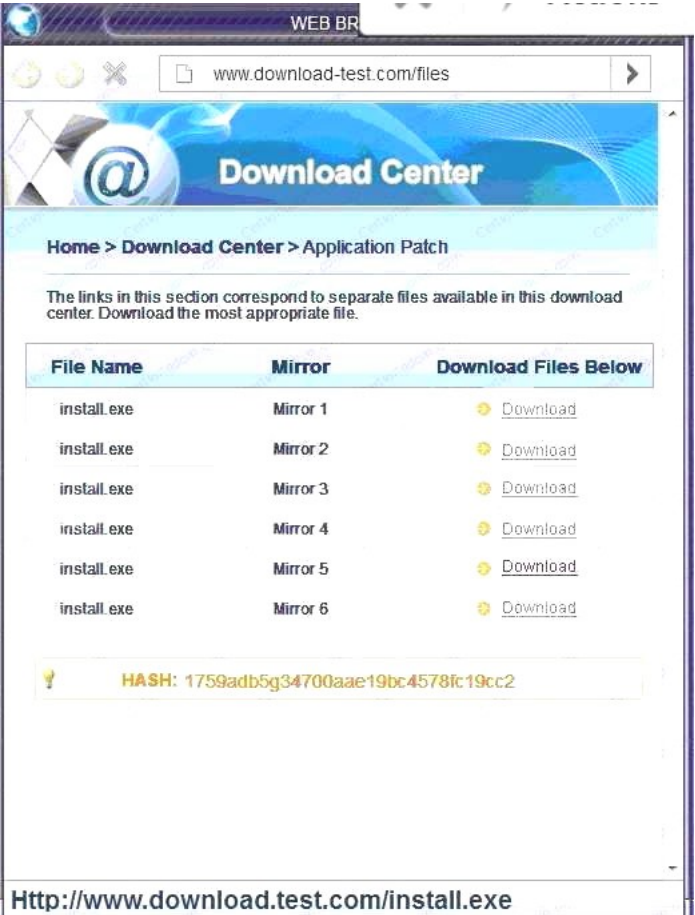 WEB BR
www.download-test.com/files
Download Center
Home > Download Center > Application Patch
The links in this section correspond to separate files available in this download
center. Download the most appropriate file.
File Name Mirror Download Files Below
install.exe Mirror 1 Download
install.exe Mirror 2 Download
install.exe Mirror 3 Download
install.exe Mirror 4 Download
install.exe Mirror 5 Download
install.exe Mirror 6 Download
HASH: 1759adb5g34700aae19bc4578fc19cc2
Http://www.download.test.com/install.exe